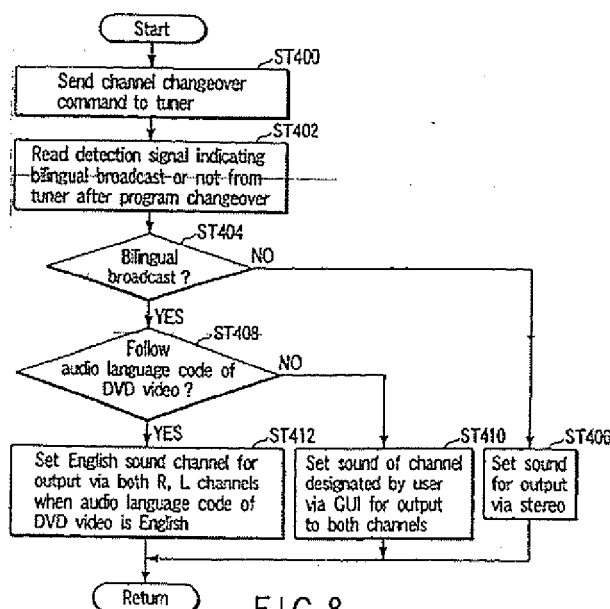 Start
ST400
Send channel changeover
command to tuner
ST402
Read detection signal indicating
bilingual broadcast or not from
tuner after program changeover
ST404
Bilingual
broadcast ?
NO
YES
ST408
Follow
audio language code of
DVD video ?
NO
YES
ST412
Set English sound channel for
output via both R, L channels
when audio language code of
DVD video is English
ST410
Set sound of channel
designated by user
via GUI for output
to both channels
ST406
Set sound
for output
via stereo
Return
FIG. 8